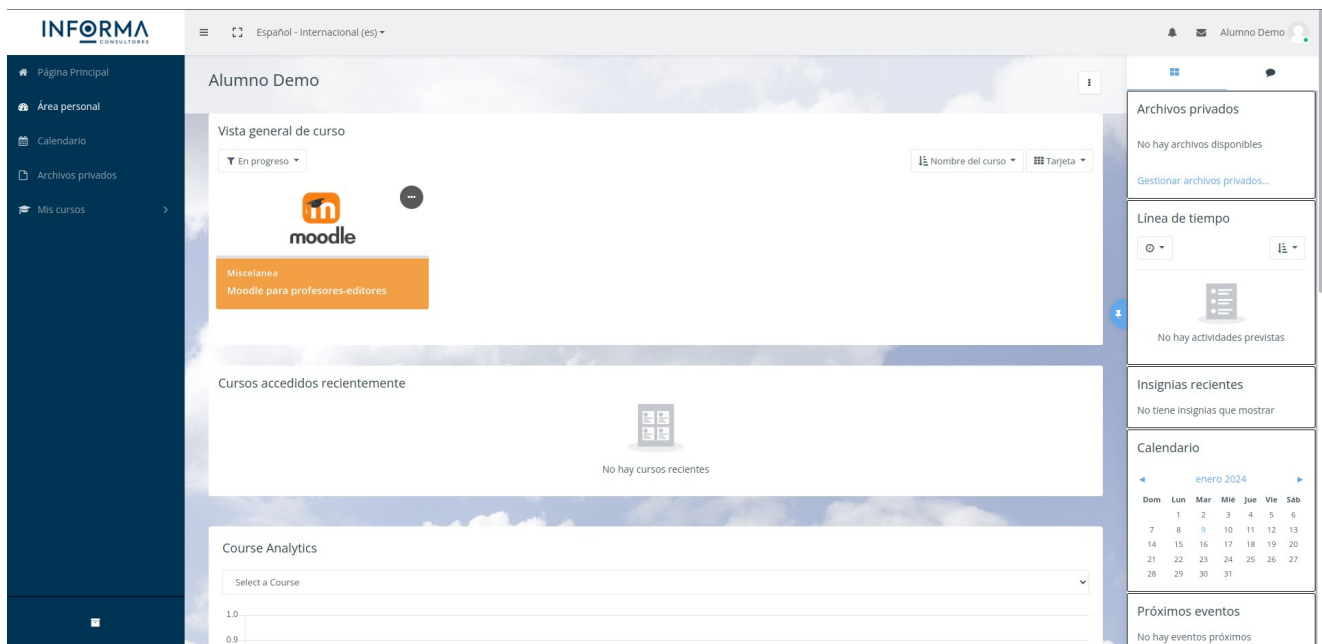 INFORMA
CONSULTORES
Español - Internacional (es)
Alumno Demo
Página Principal
Área personal
Calendario
Archivos privados
Mis cursos
Alumno Demo
Vista general de curso
En progreso
Nombre del curso
Tarjeta
moodle
Miscelanea
Moodle para profesores-editores
Cursos accedidos recientemente
No hay cursos recientes
Course Analytics
Select a Course
1.0
0.9
Archivos privados
No hay archivos disponibles
Gestionar archivos privados...
Línea de tiempo
No hay actividades previstas
Insignias recientes
No tiene insignias que mostrar
Calendario
◄ enero 2024 ►
Dom Lun Mar Mié Jue Vie Sáb
1 2 3 4 5 6
7 8 9 10 11 12 13
14 15 16 17 18 19 20
21 22 23 24 25 26 27
28 29 30 31
Próximos eventos
No hay eventos próximos